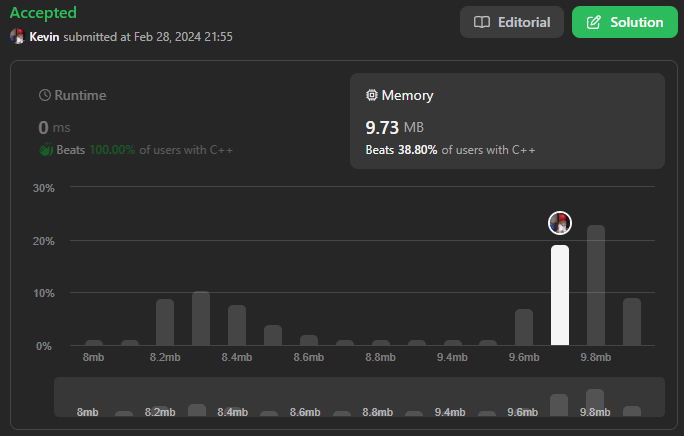 Accepted
Editorial
Solution
Kevin submitted at Feb 28, 2024 21:55
Runtime
0 ms
Beats 100.00% of users with C++
Memory
9.73 MB
Beats 38.80% of users with C++
30%
20%
10%
0%
8mb 8.2mb 8.4mb 8.6mb 8.8mb 9.4mb 9.6mb 9.8mb
8mb 8.2mb 8.4mb 8.6mb 8.8mb 9.4mb 9.6mb 9.8mb